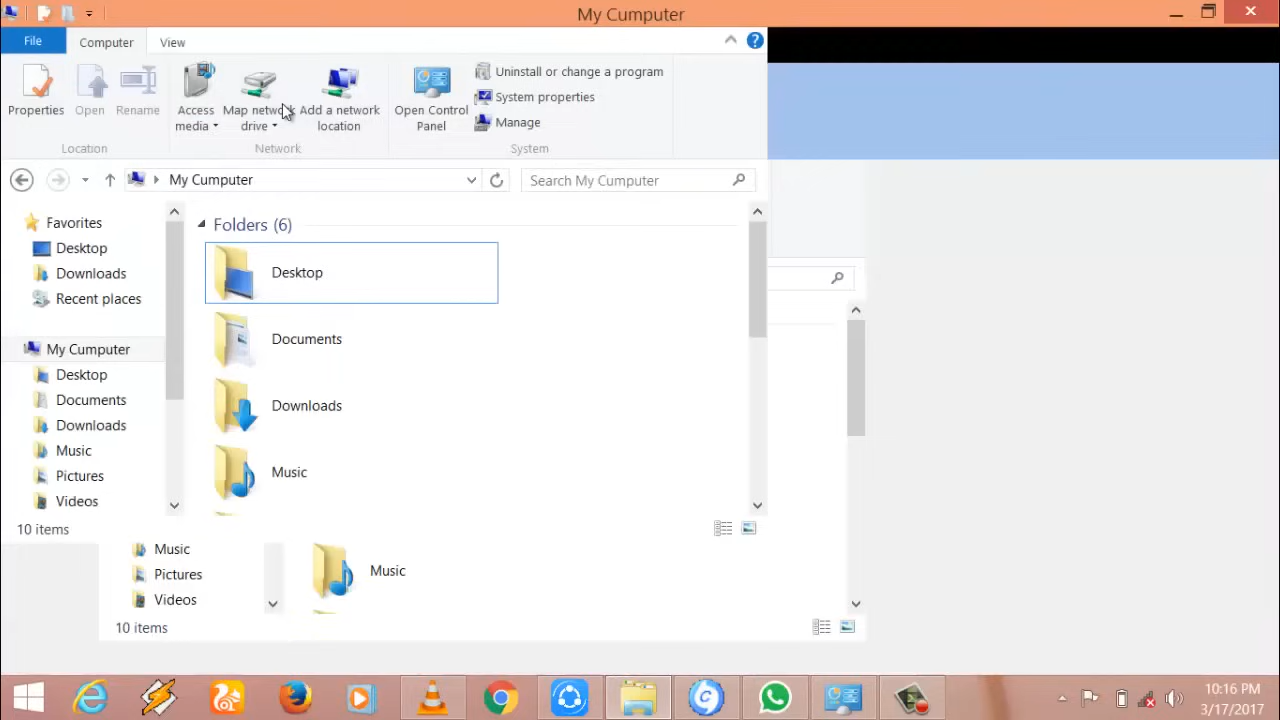 My Cumputer
File
Computer
View
Properties
Open
Rename
Access media
Map network drive
Add a network location
Open Control Panel
Uninstall or change a program
System properties
Manage
Location
Network
System
My Computer
Search My Computer
Favorites
Desktop
Downloads
Recent places
My Computer
Desktop
Documents
Downloads
Music
Pictures
Videos
Folders (6)
Desktop
Documents
Downloads
Music
10 items
Music
Pictures
Videos
Music
10 items
10:16 PM
3/17/2017